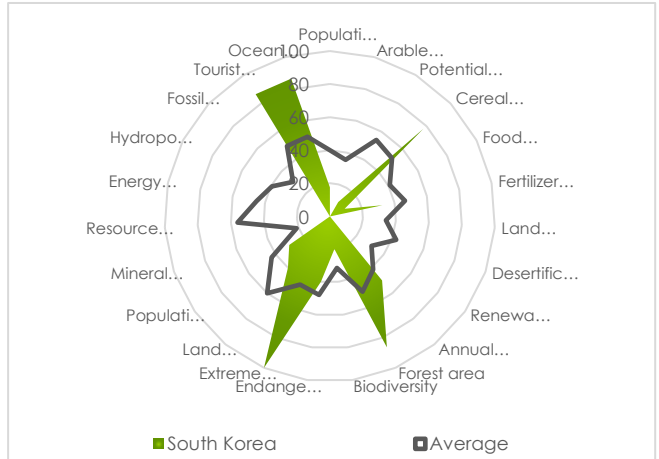 Populati…
Ocean…
100
Arable…
Tourist…
80
Potential…
Fossil…
60
Cereal…
Hydropo…
40
Food…
Energy…
20
Fertilizer…
Resource…
0
Land…
Mineral…
Desertific…
Populati…
Renewa…
Land…
Annual…
Extreme…
Forest area
Endange…
Biodiversity
South Korea
Average